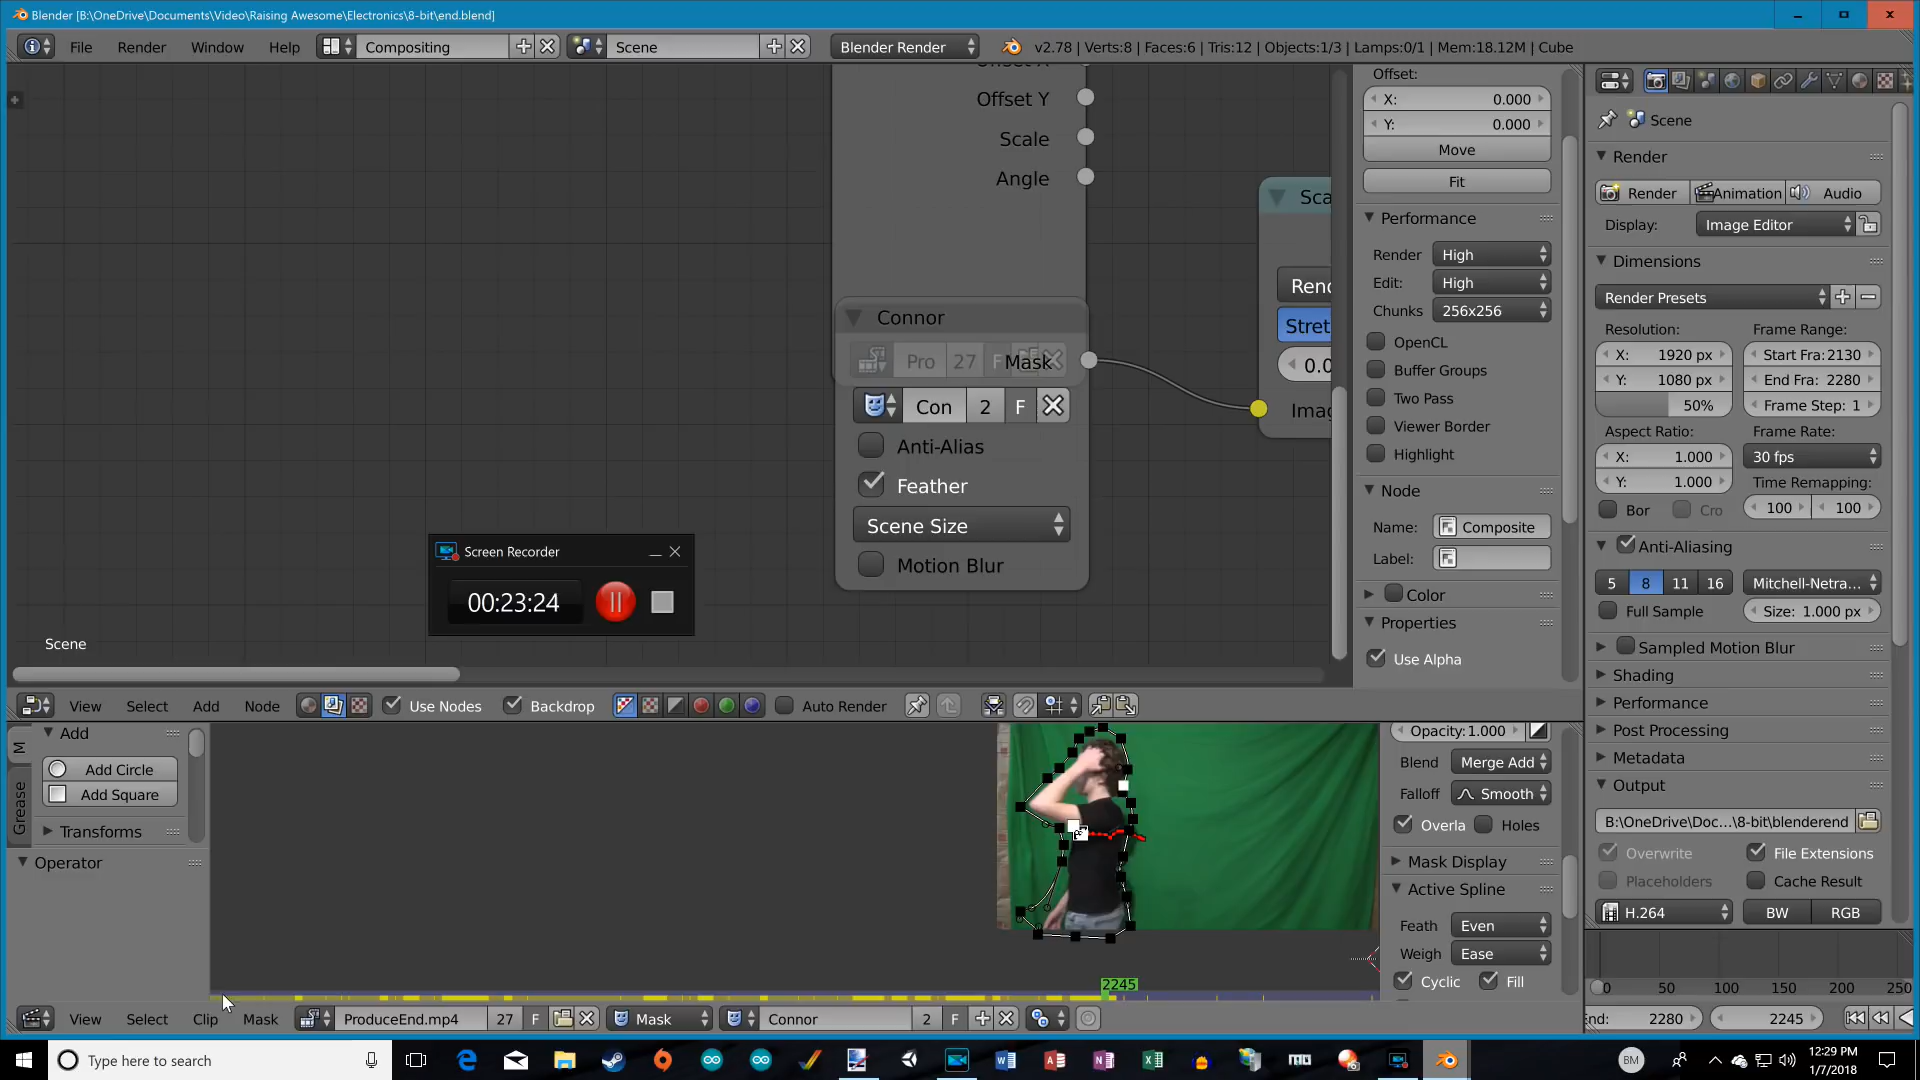 Blender [B:\OneDrive\Documents\Video\Raising Awesome\Electronics\8-bit\end.blend]
File Render Window Help Compositing Scene Blender Render v2.78 | Verts:8 | Faces:6 | Tris:12 | Objects:1/3 | Lamps:0/1 | Mem:18.12M | Cube
Offset X
Offset Y
Scale
Angle
Sca
Rend
Stret
0.0
Imag
Connor
Pro 27 F Mask
Con 2 F
Anti-Alias
Feather
Scene Size
Motion Blur
Screen Recorder
00:23:24
Scene
Offset:
X: 0.000
Y: 0.000
Move
Fit
Performance
Render High
Edit: High
Chunks 256x256
OpenCL
Buffer Groups
Two Pass
Viewer Border
Highlight
Node
Name: Composite
Label:
Color
Properties
Use Alpha
Scene
Render
Render Animation Audio
Display: Image Editor
Dimensions
Render Presets
Resolution: Frame Range:
X: 1920 px Start Fra:2130
Y: 1080 px End Fra: 2280
50% Frame Step: 1
Aspect Ratio: Frame Rate:
X: 1.000 30 fps
Y: 1.000 Time Remapping:
Bor Cro 100 100
Anti-Aliasing
5 8 11 16 Mitchell-Netra...
Full Sample Size: 1.000 px
Sampled Motion Blur
Shading
Performance
Post Processing
Metadata
Output
B:\OneDrive\Doc...\8-bit\blenderend
Overwrite File Extensions
Placeholders Cache Result
H.264 BW RGB
View Select Add Node Use Nodes Backdrop Auto Render
M
Grease
Add
Add Circle
Add Square
Transforms
Operator
Opacity:1.000
Blend Merge Add
Falloff Smooth
Overla Holes
Mask Display
Active Spline
Feath Even
Weigh Ease
Cyclic Fill
2245
View Select Clip Mask ProduceEnd.mp4 27 F Mask Connor 2 F
0 50 100 150 200 250
End: 2280 2245
Type here to search
BM
12:29 PM
1/7/2018